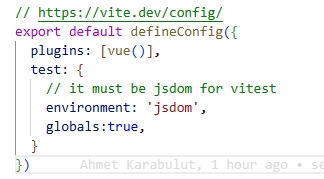 // https://vite.dev/config/
export default defineConfig({
  plugins: [vue()],
  test: {
    // it must be jsdom for vitest
    environment: 'jsdom',
    globals:true,
  }
})     Ahmet Karabulut, 1 hour ago • se